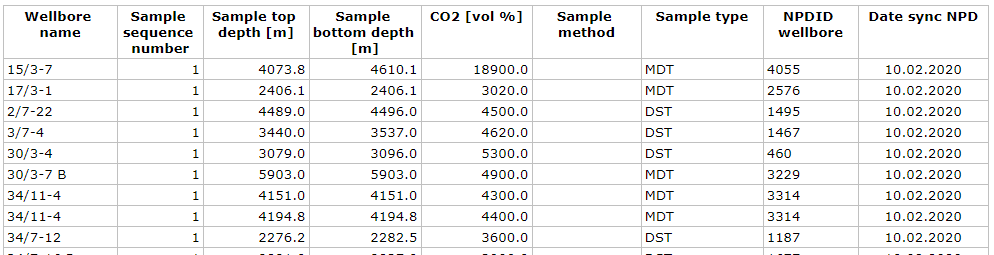 Wellbore name Sample sequence number Sample top depth [m] Sample bottom depth [m] CO2 [vol %] Sample method Sample type NPDID wellbore Date sync NPD
15/3-7 1 4073.8 4610.1 18900.0 MDT 4055 10.02.2020
17/3-1 1 2406.1 2406.1 3020.0 MDT 2576 10.02.2020
2/7-22 1 4489.0 4496.0 4500.0 DST 1495 10.02.2020
3/7-4 1 3440.0 3537.0 4620.0 DST 1467 10.02.2020
30/3-4 1 3079.0 3096.0 5300.0 DST 460 10.02.2020
30/3-7 B 1 5903.0 5903.0 4900.0 MDT 3229 10.02.2020
34/11-4 1 4151.0 4151.0 4300.0 MDT 3314 10.02.2020
34/11-4 1 4194.8 4194.8 4400.0 MDT 3314 10.02.2020
34/7-12 1 2276.2 2282.5 3600.0 DST 1187 10.02.2020